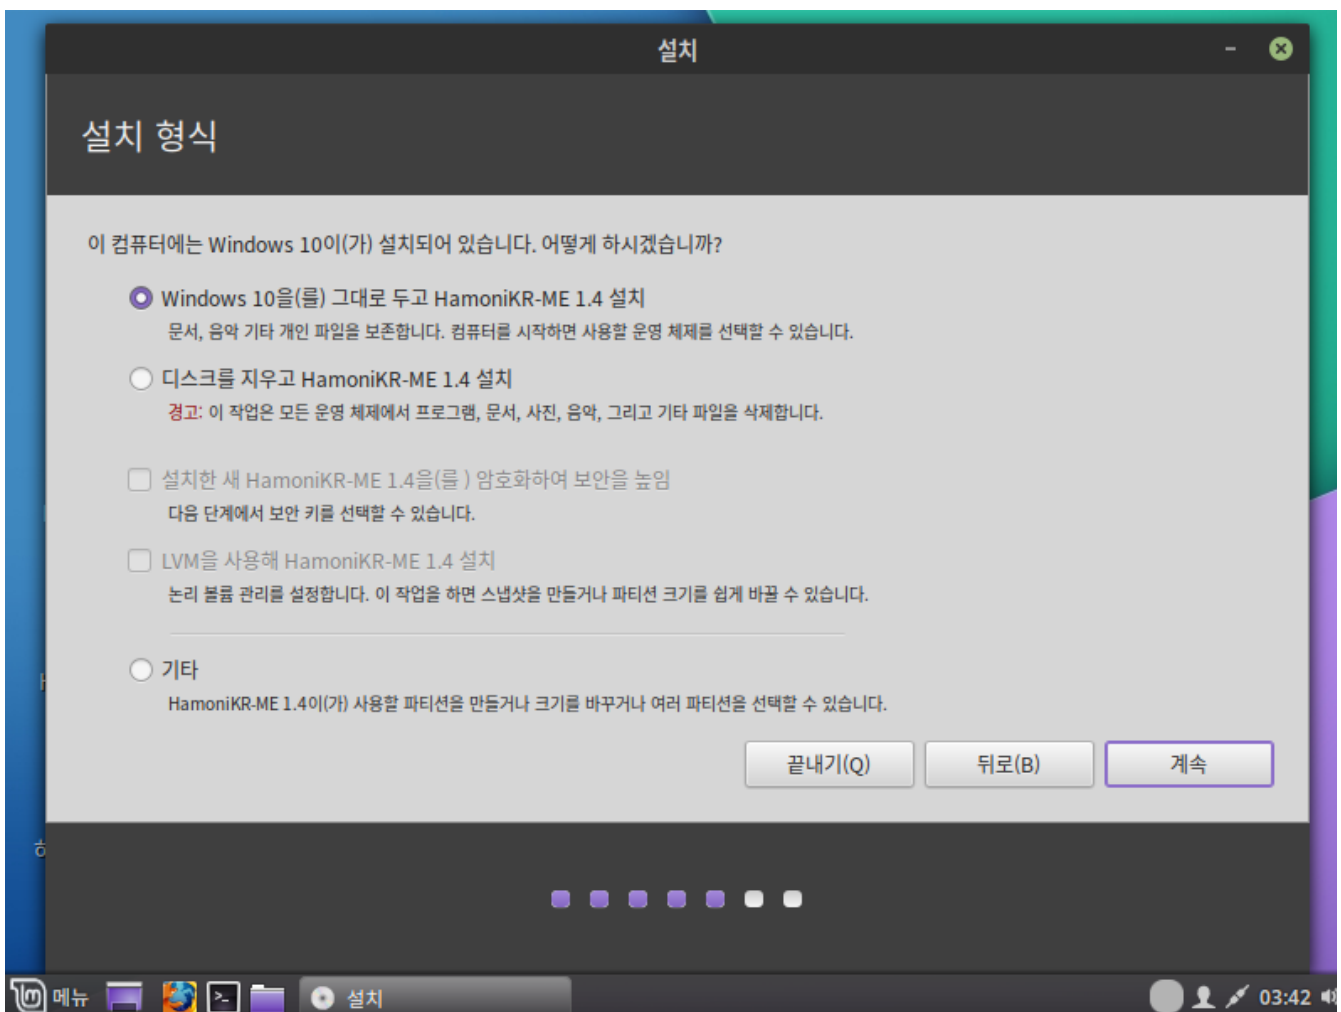 설치
설치 형식
이 컴퓨터에는 Windows 10이(가) 설치되어 있습니다. 어떻게 하시겠습니까?
Windows 10을(를) 그대로 두고 HamoniKR-ME 1.4 설치
문서, 음악 기타 개인 파일을 보존합니다. 컴퓨터를 시작하면 사용할 운영 체제를 선택할 수 있습니다.
디스크를 지우고 HamoniKR-ME 1.4 설치
경고: 이 작업은 모든 운영 체제에서 프로그램, 문서, 사진, 음악, 그리고 기타 파일을 삭제합니다.
설치한 새 HamoniKR-ME 1.4을(를 ) 암호화하여 보안을 높임
다음 단계에서 보안 키를 선택할 수 있습니다.
LVM을 사용해 HamoniKR-ME 1.4 설치
논리 볼륨 관리를 설정합니다. 이 작업을 하면 스냅샷을 만들거나 파티션 크기를 쉽게 바꿀 수 있습니다.
기타
HamoniKR-ME 1.4이(가) 사용할 파티션을 만들거나 크기를 바꾸거나 여러 파티션을 선택할 수 있습니다.
끝내기(Q) 뒤로(B) 계속
메뉴 설치 03:42